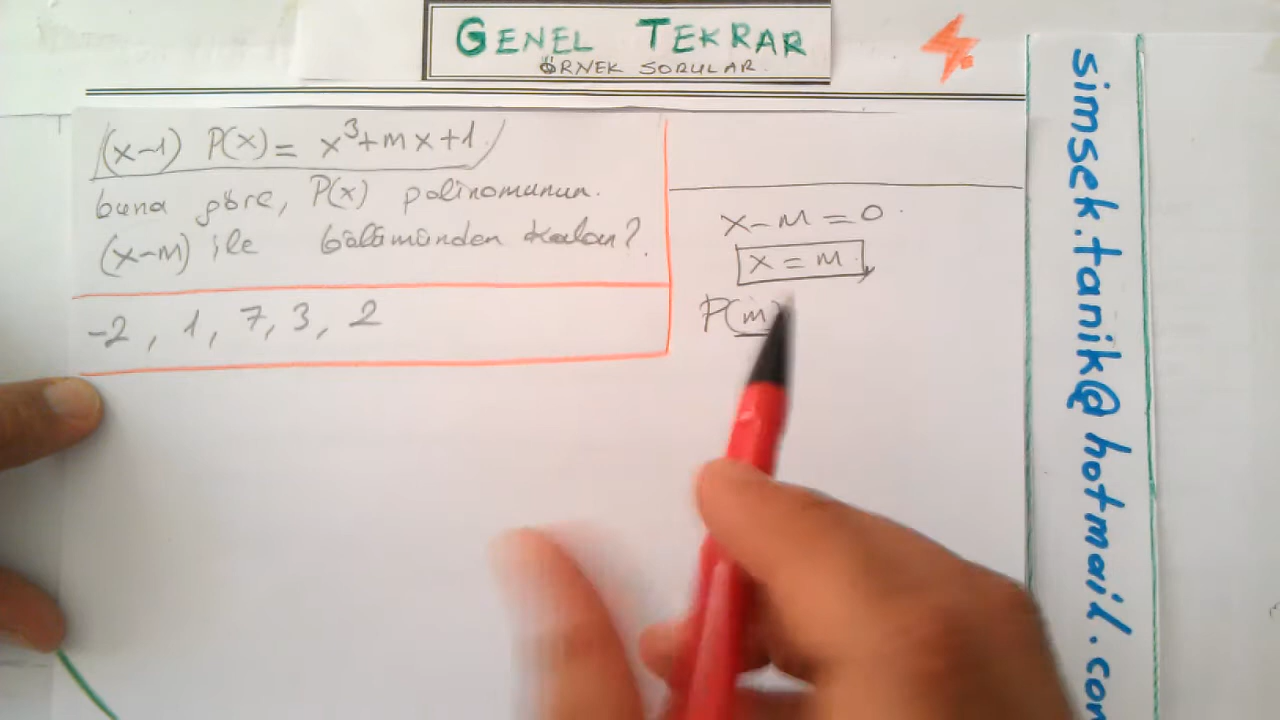 GENEL TEKRAR
ÖRNEK SORULAR.
(x-1) P(x) = x³+mx+1
buna göre, P(x) polinomunun.
(x-m) ile bölümünden kalan?
-2, 1, 7, 3, 2
x-m=0
x=m
P(m)
simsek.tanik@hotmail.com